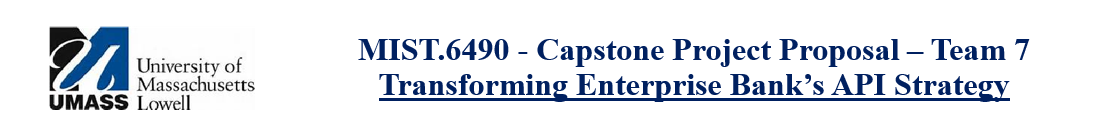 UMASS
University of
Massachusetts
Lowell
MIST.6490 - Capstone Project Proposal – Team 7
Transforming Enterprise Bank’s API Strategy